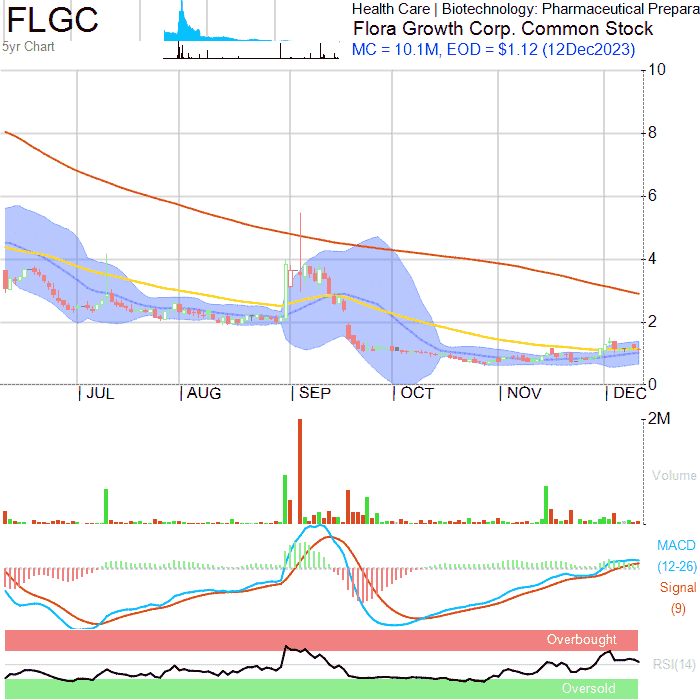 FLGC
5yr Chart
Health Care | Biotechnology: Pharmaceutical Prepara
Flora Growth Corp. Common Stock
MC = 10.1M, EOD = $1.12 (12Dec2023)
10
8
6
4
2
0
JUL AUG SEP OCT NOV DEC
2M
Volume
MACD
(12-26)
Signal
(9)
Overbought
RSI(14)
Oversold